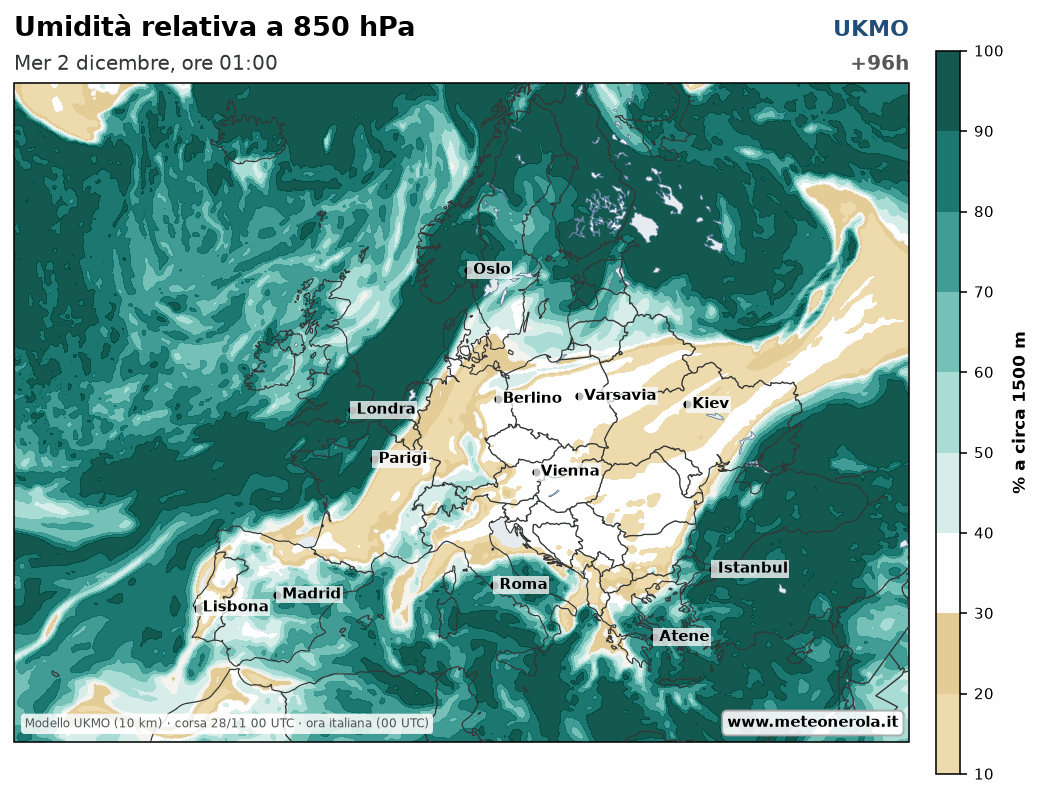 Umidità relativa a 850 hPa
UKMO
Mer 2 dicembre, ore 01:00
+96h
100
90
80
70
60
50
40
30
20
10
% a circa 1500 m
Oslo
Londra
Berlino
Varsavia
Kiev
Parigi
Vienna
Istanbul
Roma
Madrid
Lisbona
Atene
Modello UKMO (10 km) · corsa 28/11 00 UTC · ora italiana (00 UTC)
www.meteonerola.it